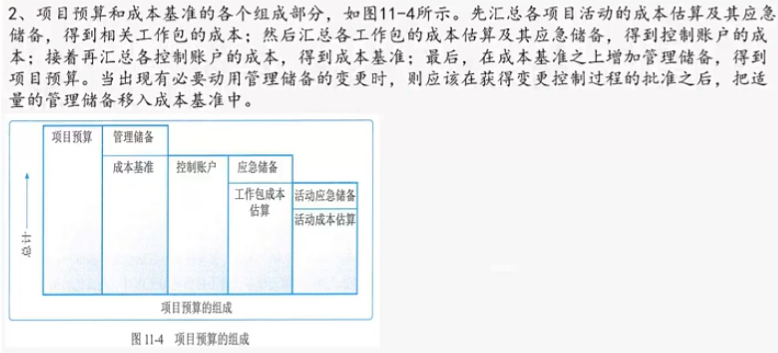 2、项目预算和成本基准的各个组成部分，如图11-4所示。先汇总各项目活动的成本估算及其应急
储备，得到相关工作包的成本；然后汇总各工作包的成本估算及其应急储备，得到控制账户的成
本；接着再汇总各控制账户的成本，得到成本基准；最后，在成本基准之上增加管理储备，得到
项目预算。当出现有必要动用管理储备的变更时，则应该在获得变更控制过程的批准之后，把适
量的管理储备移入成本基准中。
项目预算
管理储备
成本基准
控制账户
应急储备
工作包成本
估算
活动应急储备
活动成本估算
总计
项目预算的组成
图 11-4 项目预算的组成